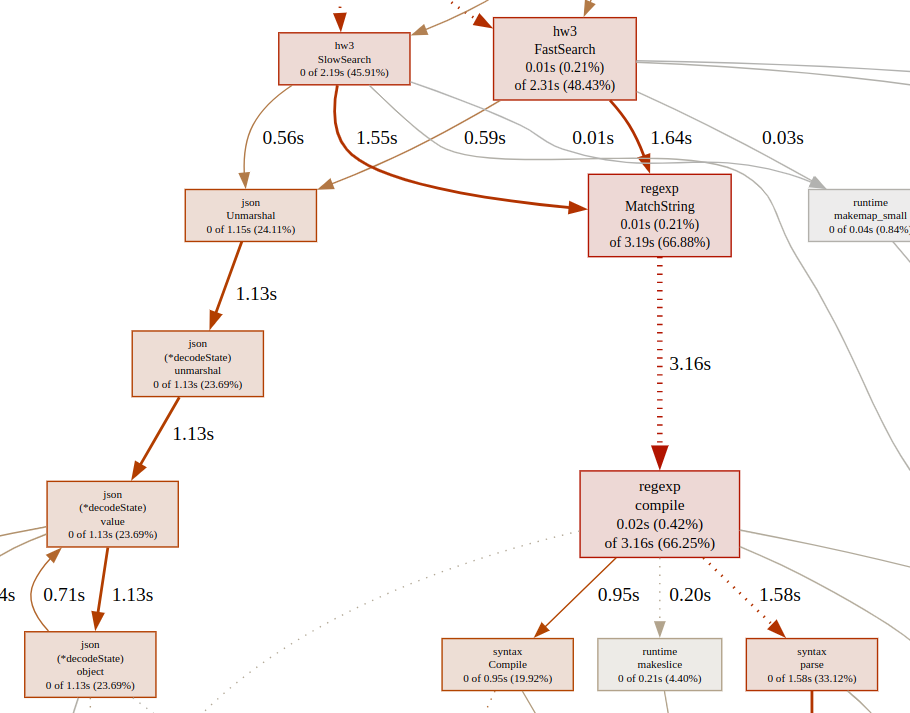 hw3
SlowSearch
0 of 2.19s (45.91%)
hw3
FastSearch
0.01s (0.21%)
of 2.31s (48.43%)
0.56s
1.55s
0.59s
0.01s
1.64s
0.03s
json
Unmarshal
0 of 1.15s (24.11%)
regexp
MatchString
0.01s (0.21%)
of 3.19s (66.88%)
runtime
makemap_small
0 of 0.04s (0.84%)
1.13s
json
(*decodeState)
unmarshal
0 of 1.13s (23.69%)
3.16s
1.13s
json
(*decodeState)
value
0 of 1.13s (23.69%)
regexp
compile
0.02s (0.42%)
of 3.16s (66.25%)
4s
0.71s
1.13s
0.95s
0.20s
1.58s
json
(*decodeState)
object
0 of 1.13s (23.69%)
syntax
Compile
0 of 0.95s (19.92%)
runtime
makeslice
0 of 0.21s (4.40%)
syntax
parse
0 of 1.58s (33.12%)